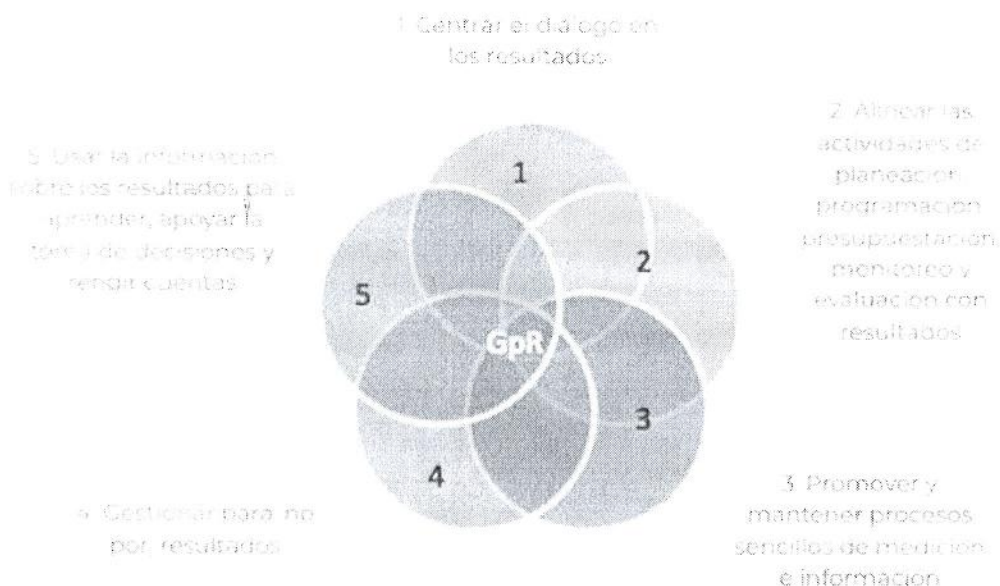 1. Centrar el diálogo en
los resultados
2. Alinear las
actividades de
planeación
programación
presupuestación
monitoreo y
evaluación con
resultados
3. Promover y
mantener procesos
sencillos de medición
e información
4. Gestionar para, no
por, resultados
5. Usar la información
sobre los resultados para
aprender, apoyar la
toma de decisiones y
rendir cuentas
1
2
3
4
5
GpR